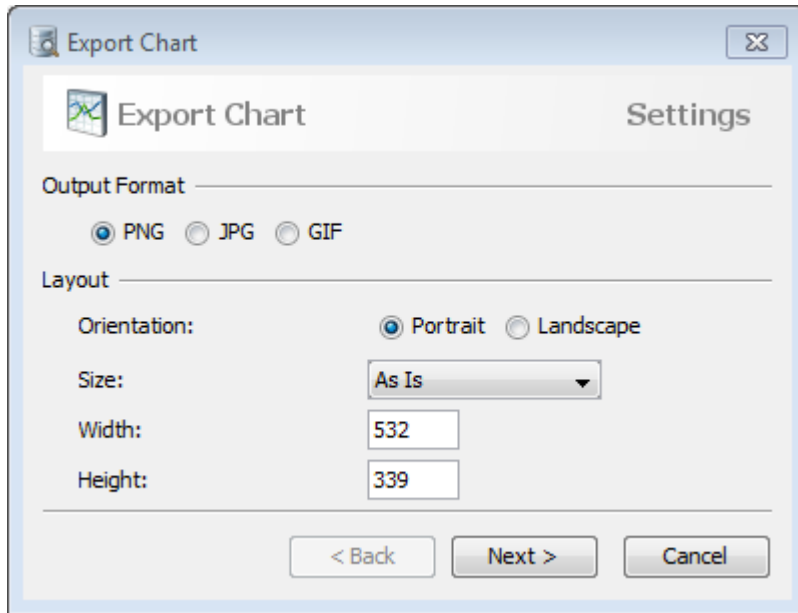 Export Chart
Export Chart Settings
Output Format
PNG JPG GIF
Layout
Orientation: Portrait Landscape
Size: As Is
Width: 532
Height: 339
< Back Next > Cancel